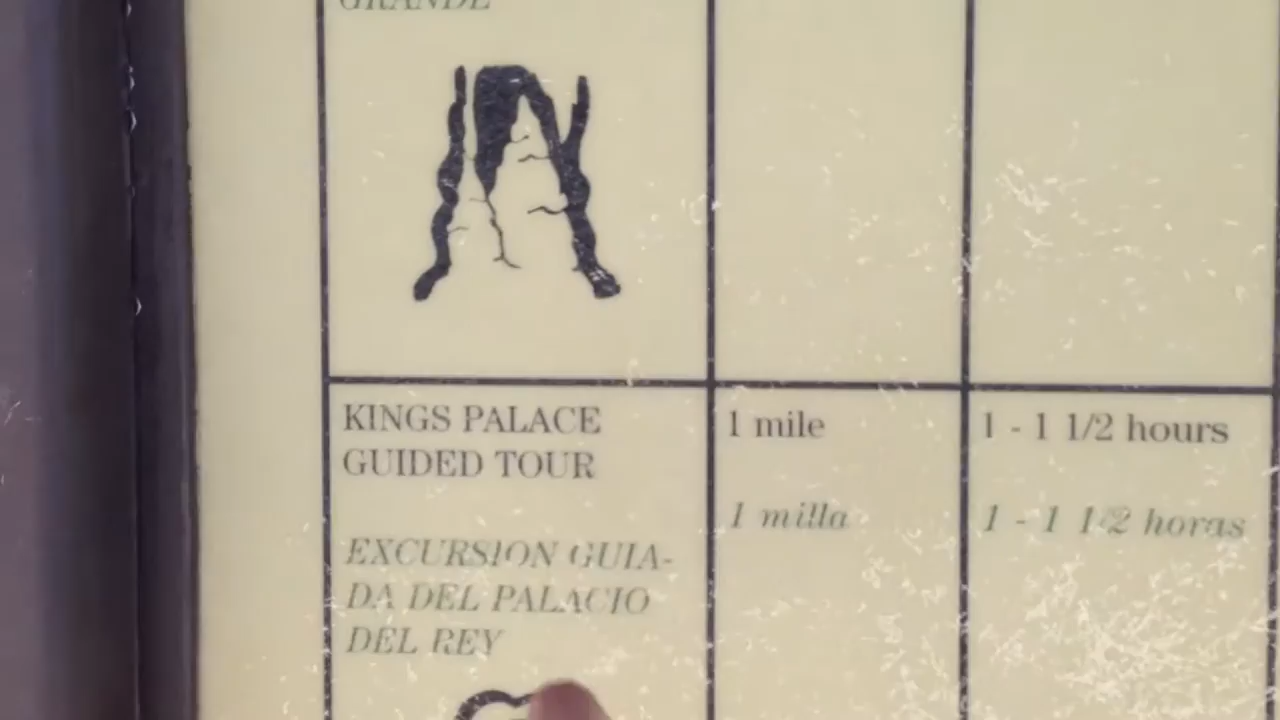 GRANDE
KINGS PALACE
GUIDED TOUR
1 mile
1 - 1 1/2 hours
EXCURSION GUIA-
DA DEL PALACIO
DEL REY
1 milla
1 - 1 1/2 horas